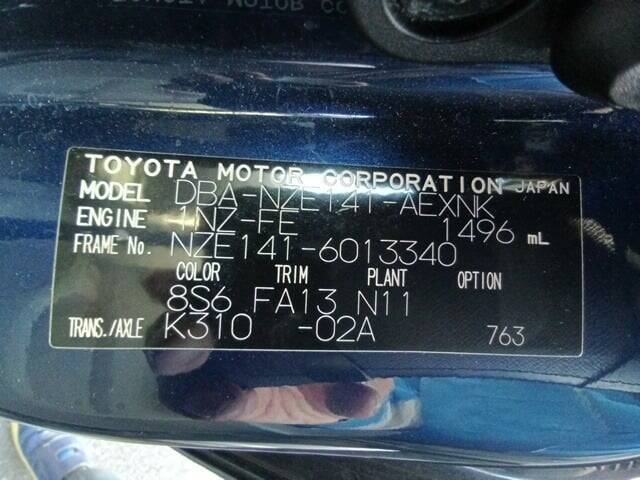 TOYOTA MOTOR CORPORATION JAPAN
MODEL DBA-NZE141-AEXNK
ENGINE 1NZ-FE 1496 mL
FRAME No. NZE141-6013340
COLOR TRIM PLANT OPTION
8S6 FA13 N11
TRANS./AXLE K310 -02A 763